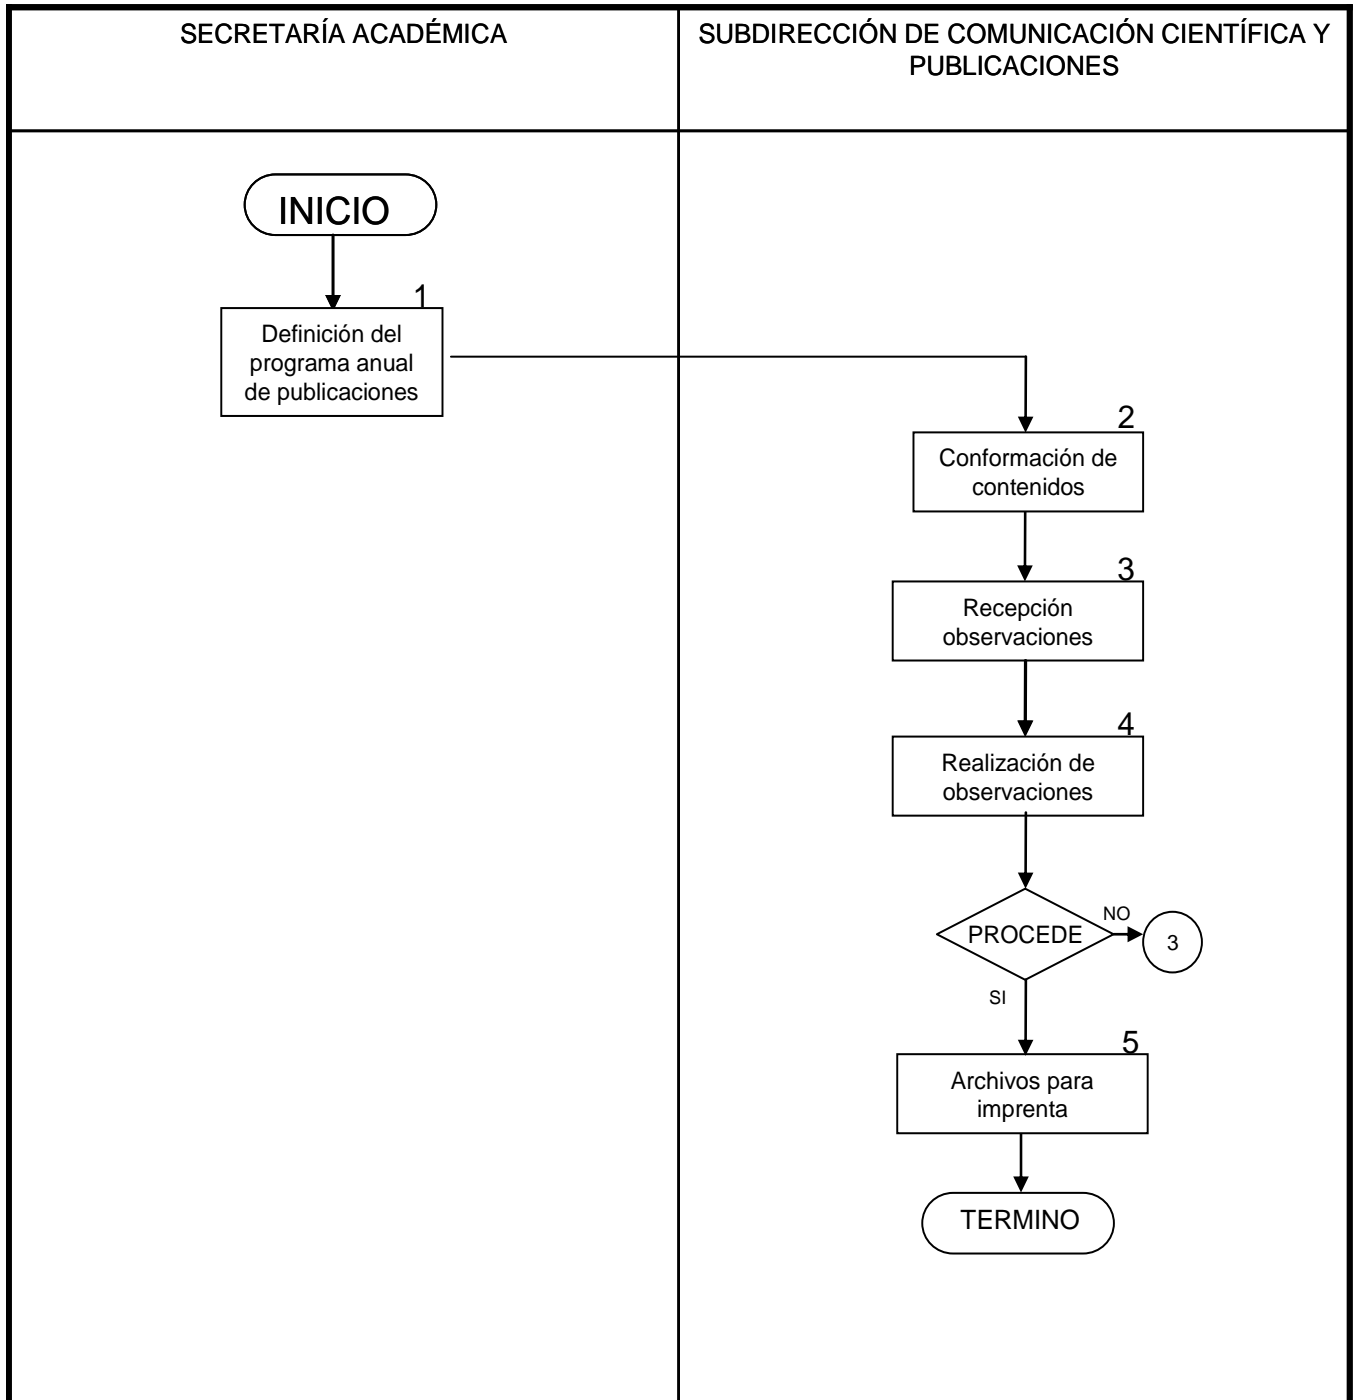 SECRETARÍA ACADÉMICA
SUBDIRECCIÓN DE COMUNICACIÓN CIENTÍFICA Y
PUBLICACIONES
INICIO
1
Definición del
programa anual
de publicaciones
2
Conformación de
contenidos
3
Recepción
observaciones
4
Realización de
observaciones
PROCEDE
NO
3
SI
5
Archivos para
imprenta
TERMINO